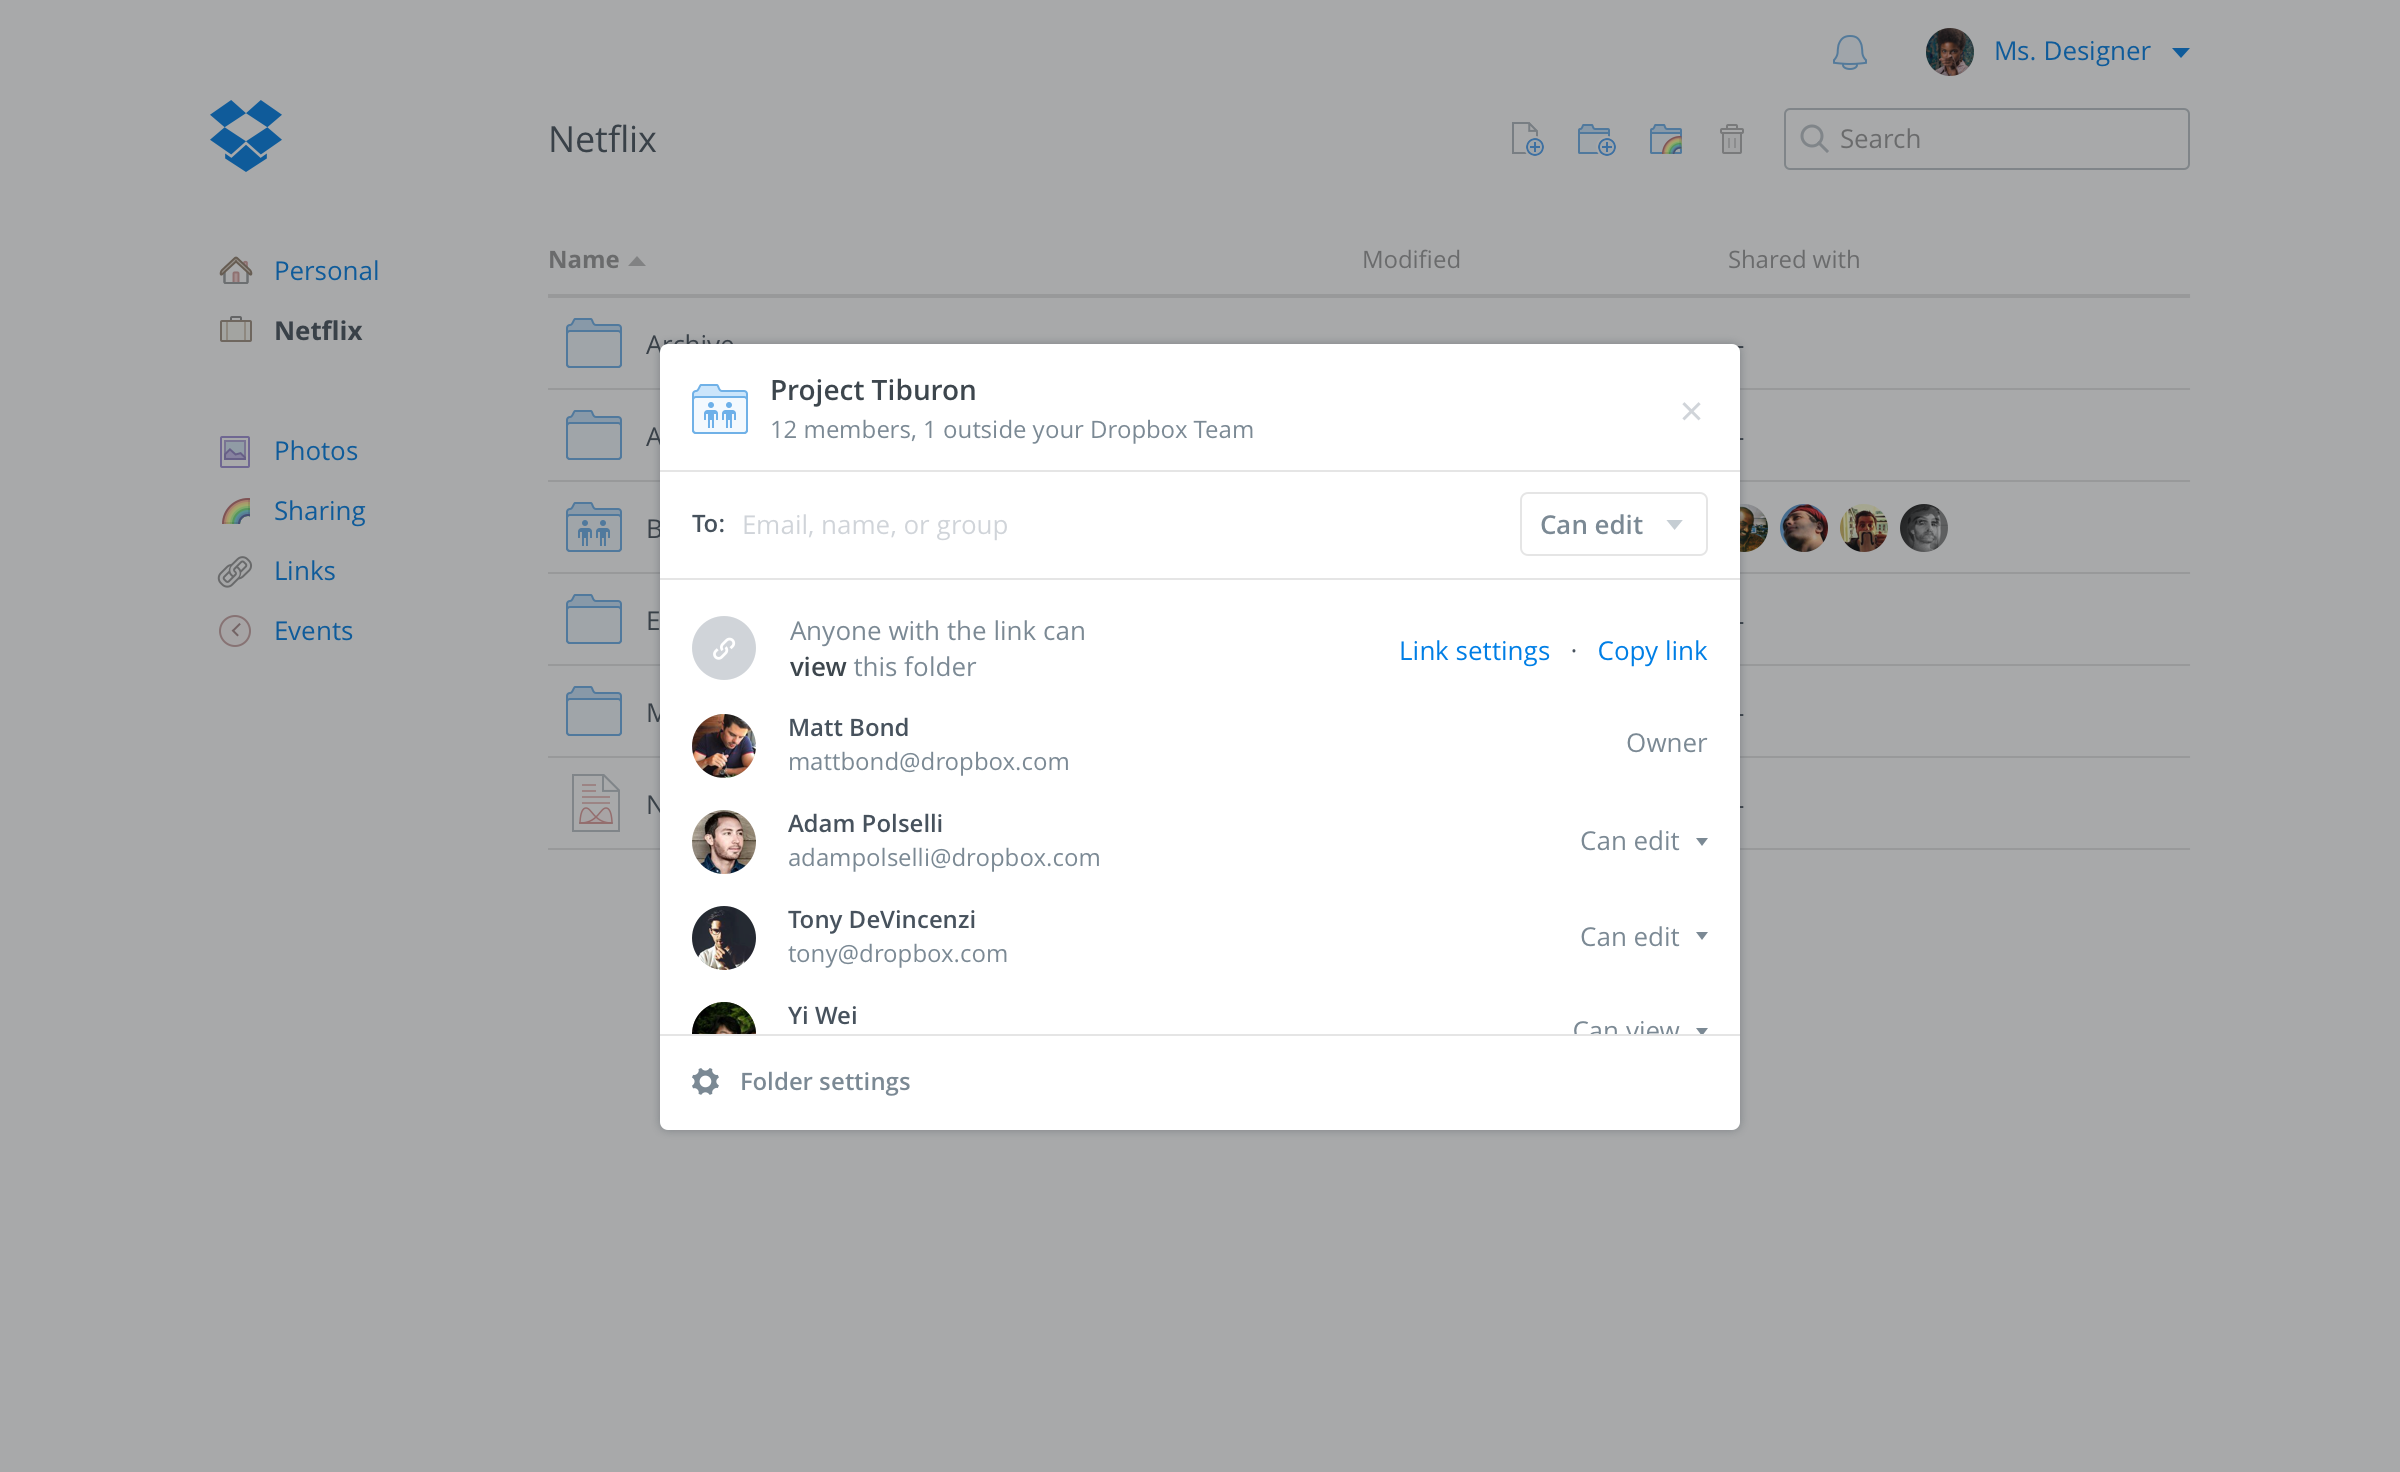 Ms. Designer
Netflix
Search
Personal
Netflix
Photos
Sharing
Links
Events
Name
Modified
Shared with
Archive
A
B
E
M
N
Project Tiburon
12 members, 1 outside your Dropbox Team
To: Email, name, or group
Can edit
Anyone with the link can
view this folder
Link settings · Copy link
Matt Bond
mattbond@dropbox.com
Owner
Adam Polselli
adampolselli@dropbox.com
Can edit
Tony DeVincenzi
tony@dropbox.com
Can edit
Yi Wei
Can view
Folder settings